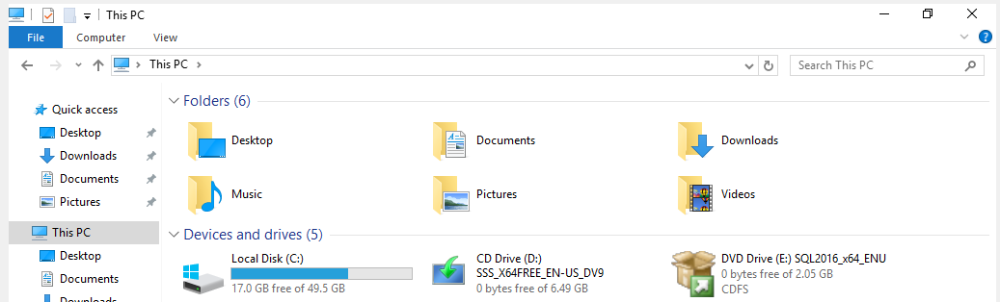 This PC
File Computer View
This PC
Search This PC
Quick access
Desktop
Downloads
Documents
Pictures
This PC
Desktop
Documents
Downloads
Folders (6)
Desktop
Documents
Downloads
Music
Pictures
Videos
Devices and drives (5)
Local Disk (C:)
17.0 GB free of 49.5 GB
CD Drive (D:)
SSS_X64FREE_EN-US_DV9
0 bytes free of 6.49 GB
DVD Drive (E:) SQL2016_x64_ENU
0 bytes free of 2.05 GB
CDFS